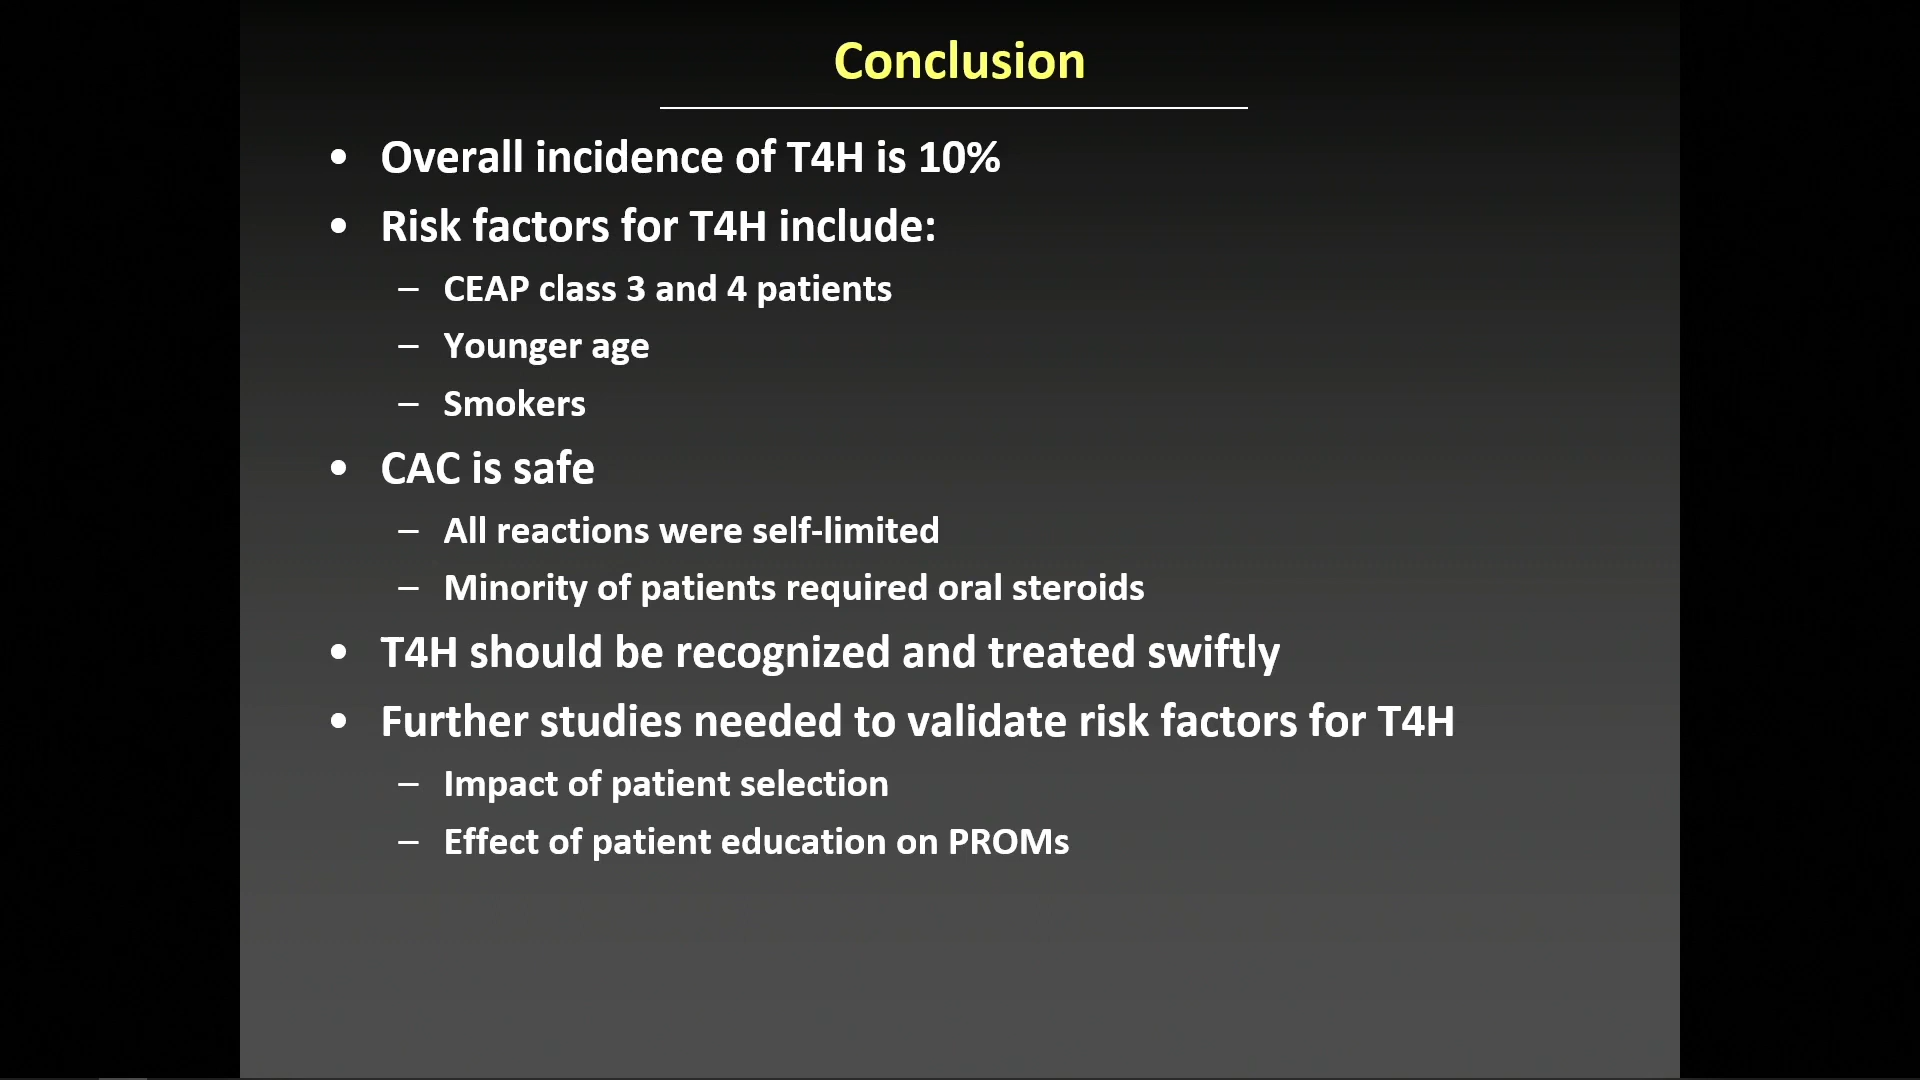 Conclusion
• Overall incidence of T4H is 10%
• Risk factors for T4H include:
– CEAP class 3 and 4 patients
– Younger age
– Smokers
• CAC is safe
– All reactions were self-limited
– Minority of patients required oral steroids
• T4H should be recognized and treated swiftly
• Further studies needed to validate risk factors for T4H
– Impact of patient selection
– Effect of patient education on PROMs